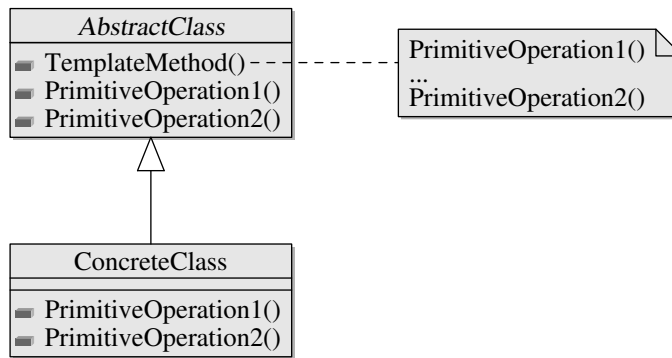 AbstractClass
TemplateMethod()
PrimitiveOperation1()
PrimitiveOperation2()
PrimitiveOperation1()
...
PrimitiveOperation2()
ConcreteClass
PrimitiveOperation1()
PrimitiveOperation2()